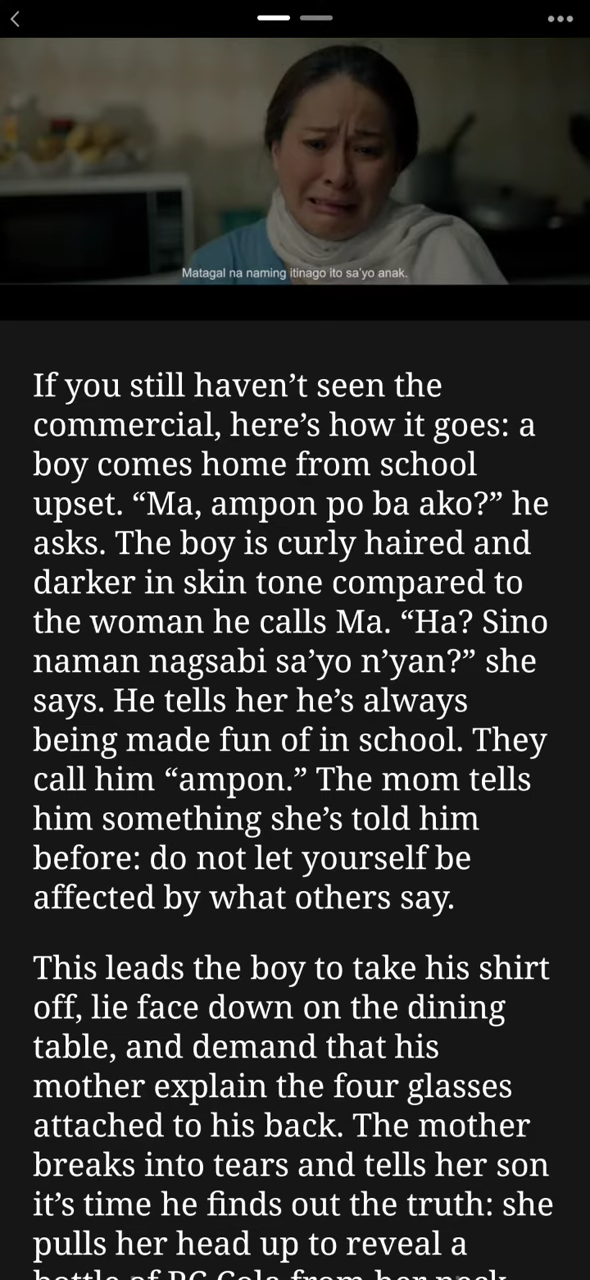 Matagal na naming itinago ito sa'yo anak.
If you still haven’t seen the
commercial, here’s how it goes: a
boy comes home from school
upset. “Ma, ampon po ba ako?” he
asks. The boy is curly haired and
darker in skin tone compared to
the woman he calls Ma. “Ha? Sino
naman nagsabi sa’yo n’yan?” she
says. He tells her he’s always
being made fun of in school. They
call him “ampon.” The mom tells
him something she’s told him
before: do not let yourself be
affected by what others say.
This leads the boy to take his shirt
off, lie face down on the dining
table, and demand that his
mother explain the four glasses
attached to his back. The mother
breaks into tears and tells her son
it’s time he finds out the truth: she
pulls her head up to reveal a
bottle of RC Cola from her neck